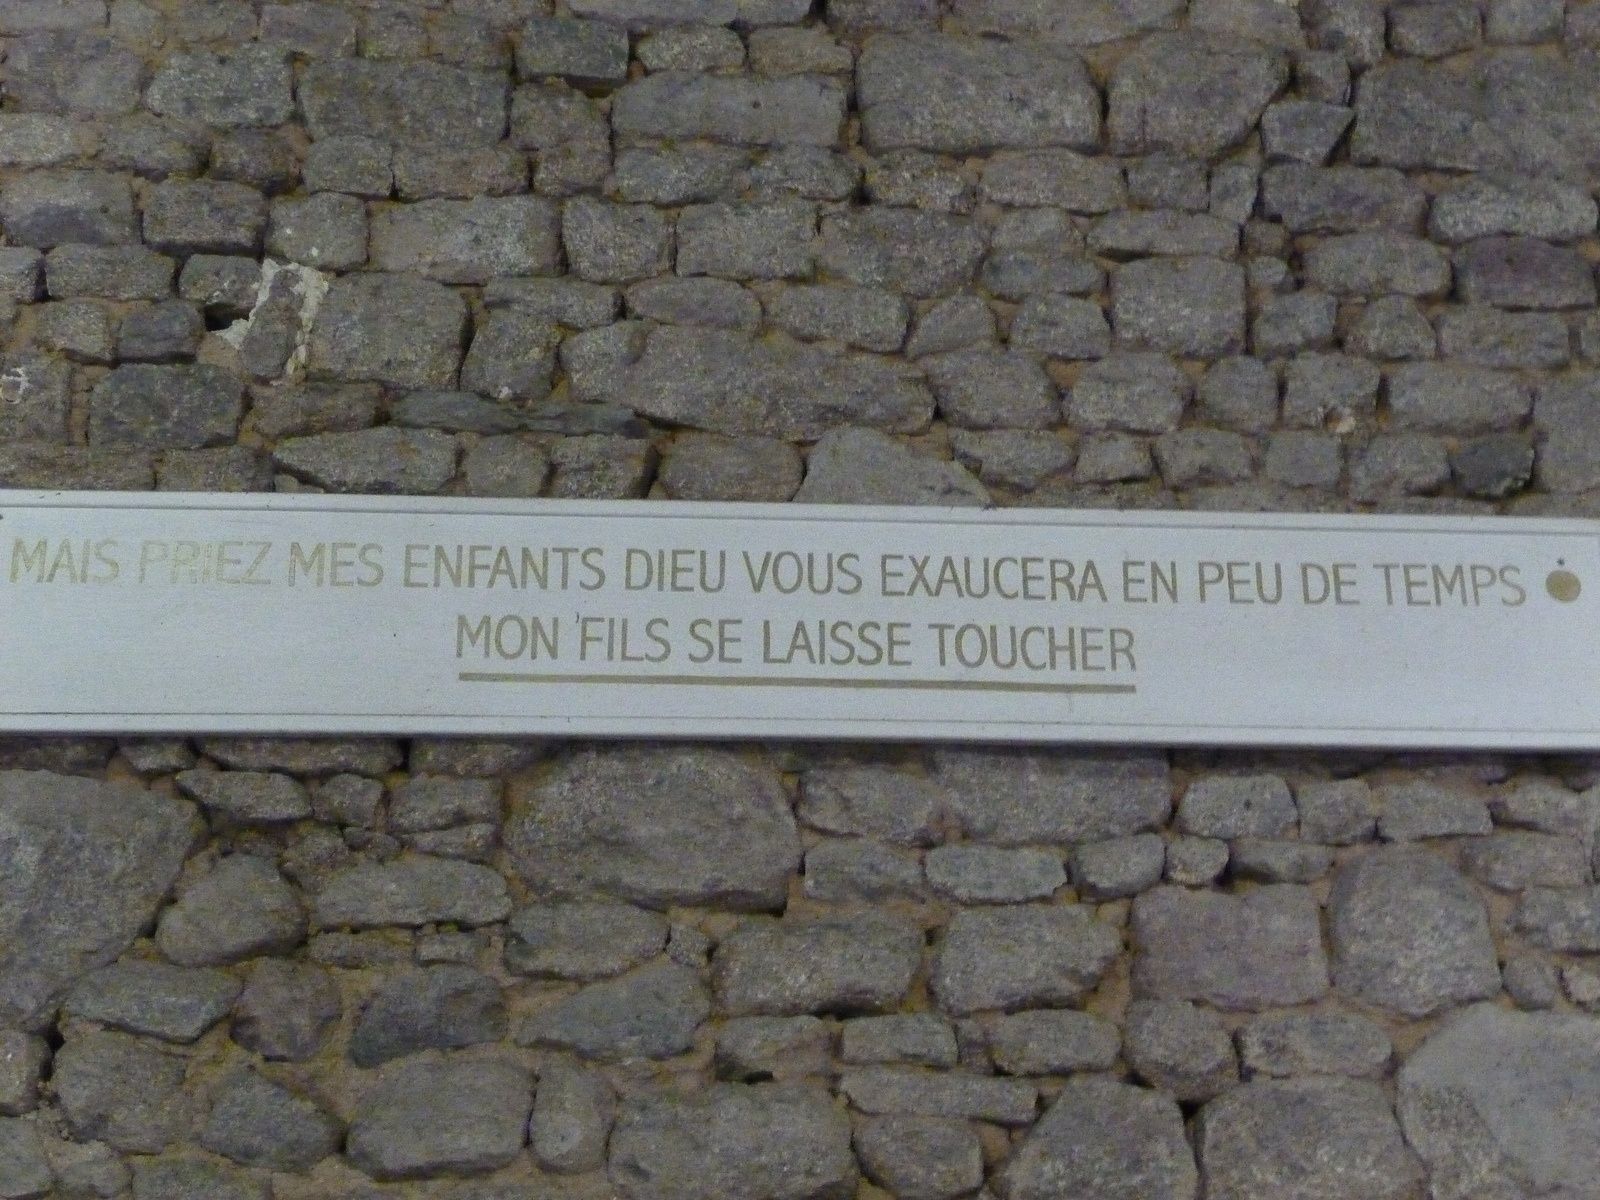 MAIS PRIEZ MES ENFANTS DIEU VOUS EXAUCERA EN PEU DE TEMPS ●
MON FILS SE LAISSE TOUCHER